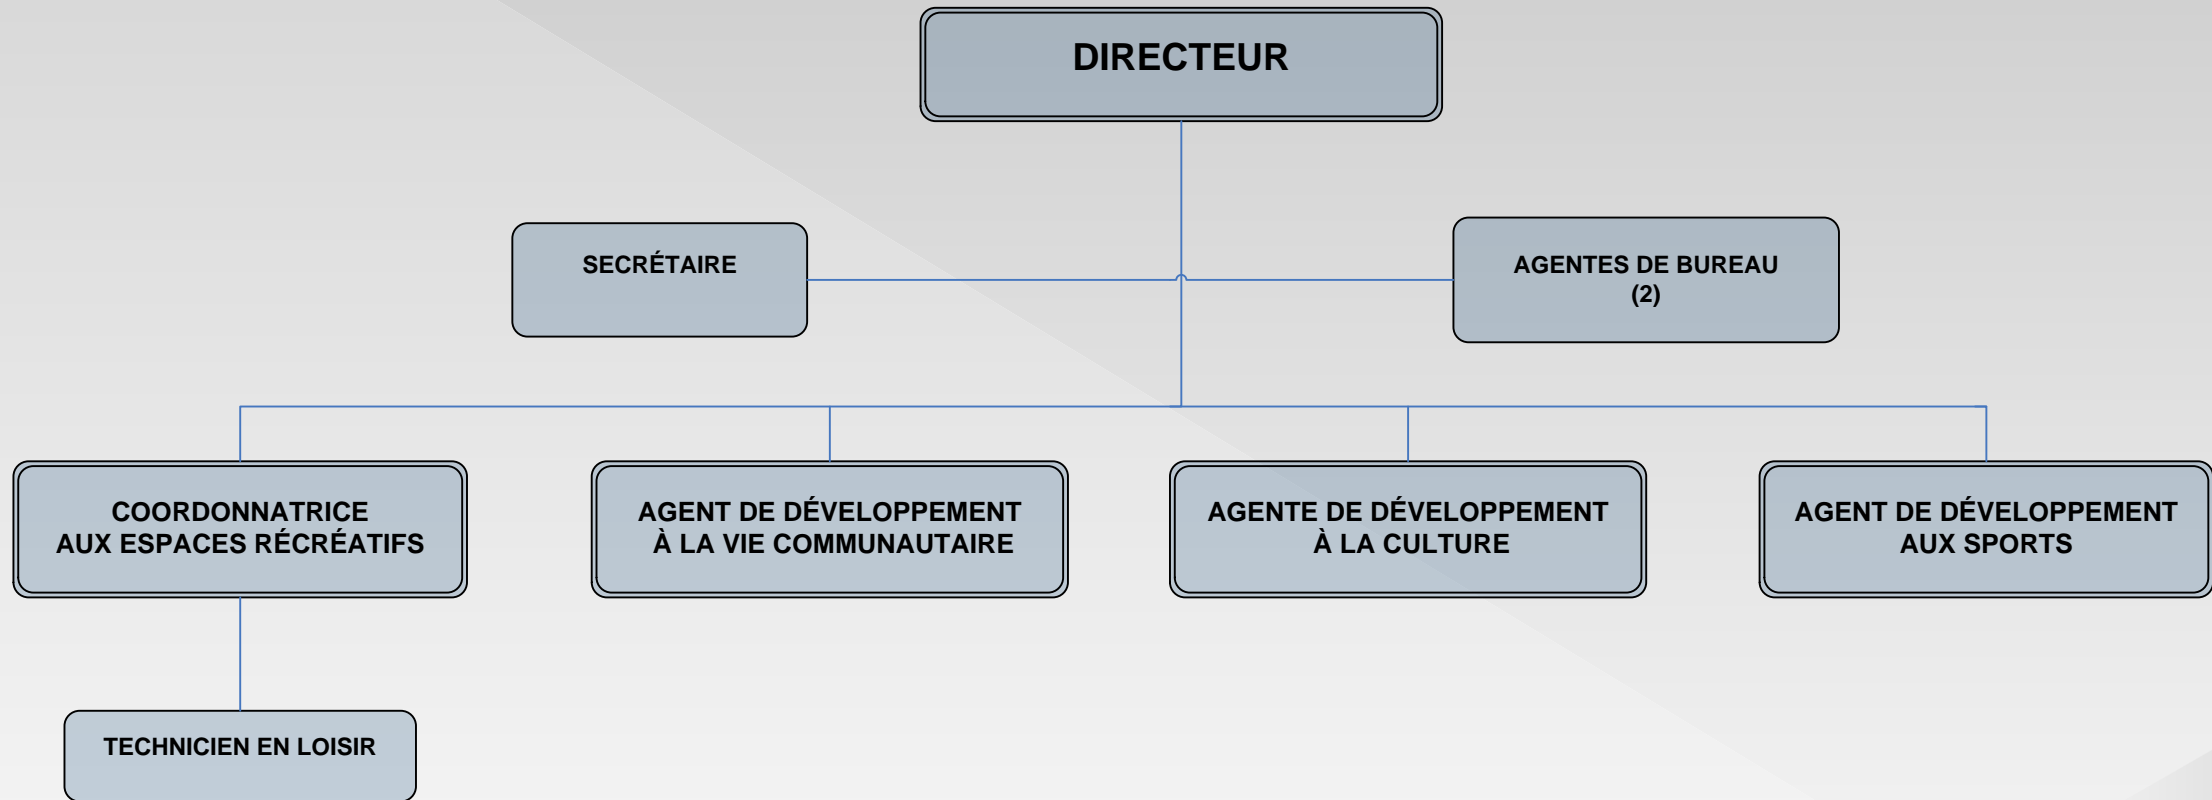 DIRECTEUR
SECRÉTAIRE
AGENTES DE BUREAU
(2)
COORDONNATRICE
AUX ESPACES RÉCRÉATIFS
AGENT DE DÉVELOPPEMENT
À LA VIE COMMUNAUTAIRE
AGENTE DE DÉVELOPPEMENT
À LA CULTURE
AGENT DE DÉVELOPPEMENT
AUX SPORTS
TECHNICIEN EN LOISIR